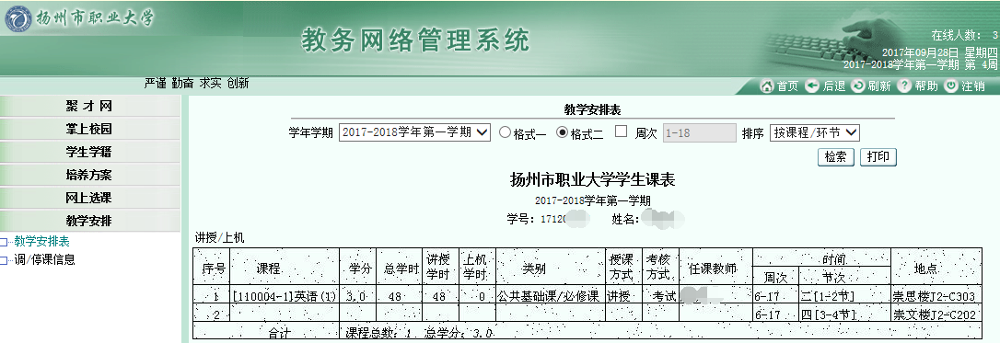 扬州市职业大学
教务网络管理系统
在线人数： 3
2017年09月28日 星期四
2017-2018学年第一学期 第 4周
严谨 勤奋 求实 创新
首页 后退 刷新 帮助 注销
聚 才 网
掌上校园
学生学籍
培养方案
网上选课
教学安排
教学安排表
调/停课信息
教学安排表
学年学期 2017-2018学年第一学期 格式一 格式二 周次 1-18 排序 按课程/环节
检索 打印
扬州市职业大学学生课表
2017-2018学年第一学期
学号：17120 姓名：
讲授/上机
序号 课程 学分 总学时 讲授学时 上机学时 类别 授课方式 考核方式 任课教师 时间 地点
周次 节次
1 [110004-1]英语(1) 3.0 48 48 0 公共基础课/必修课 讲授 考试 6-17 二[1-2节] 崇思楼J2-C303
2 6-17 四[3-4节] 崇文楼J2-C202
合计 课程总数：1 总学分：3.0